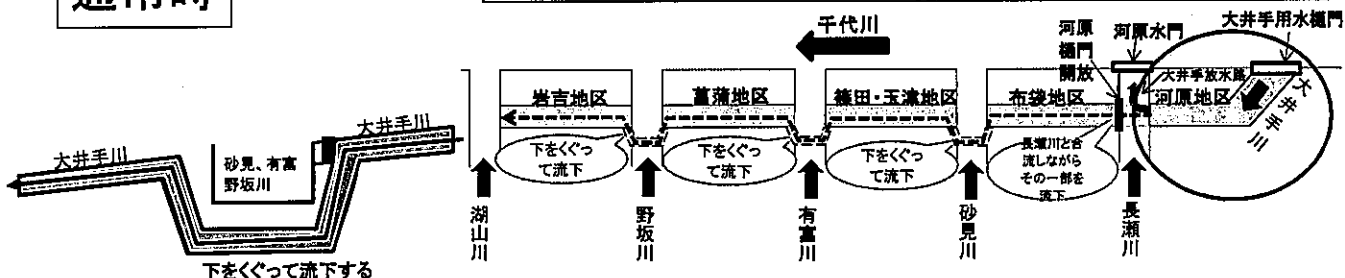 通常時
千代川
河原樋門開放
河原水門
大井手用水樋門
岩吉地区
菖蒲地区
篠田・玉津地区
布袋地区
大井手放水路
河原地区
大井手川
大井手川
大井手川
砂見、有富
野坂川
下をくぐっ
て流下
下をくぐっ
て流下
下をくぐっ
て流下
長瀬川と合
流しながら
その一部を
流下
湖山川
野坂川
有富川
砂見川
長瀬川
下をくぐって流下する